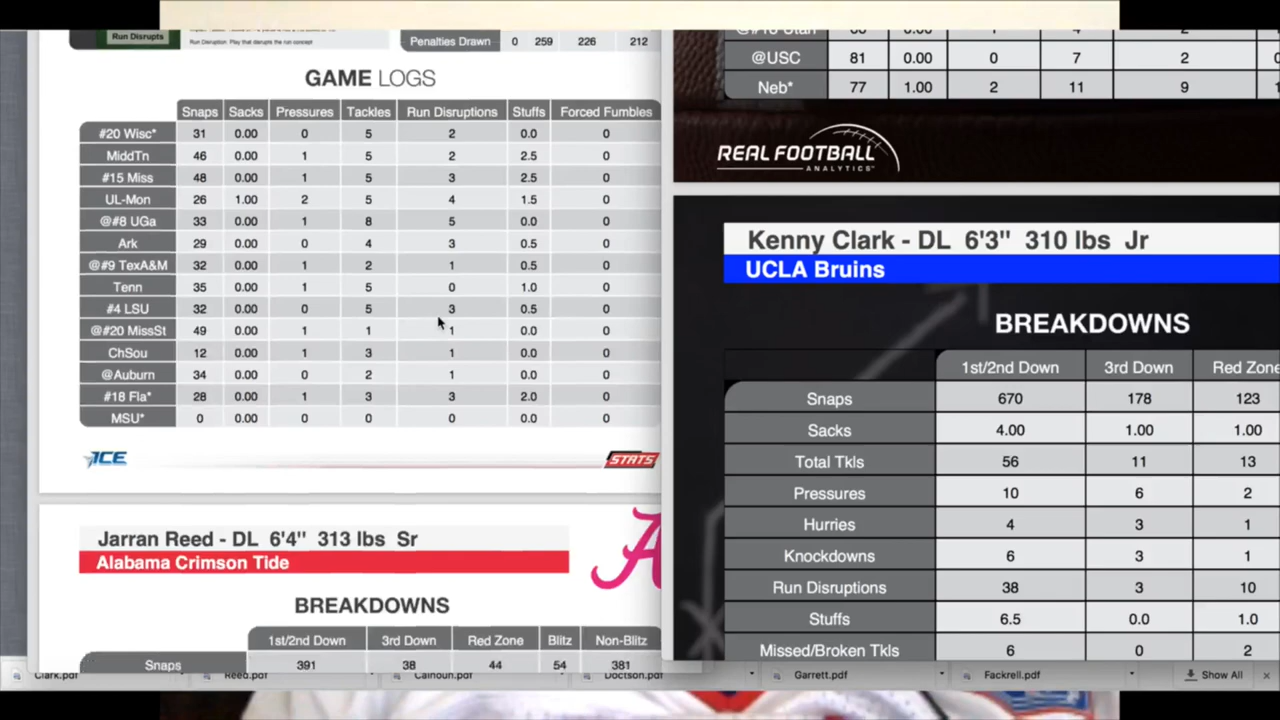 Run Disrupts
Run Disruption: Play that disrupts the run concept
Penalties Drawn 0 259 226 212
GAME LOGS
Snaps Sacks Pressures Tackles Run Disruptions Stuffs Forced Fumbles
#20 Wisc* 31 0.00 0 5 2 0.0 0
MiddTn 46 0.00 1 5 2 2.5 0
#15 Miss 48 0.00 1 5 3 2.5 0
UL-Mon 26 1.00 2 5 4 1.5 0
@#8 UGa 33 0.00 1 8 5 0.0 0
Ark 29 0.00 0 4 3 0.5 0
@#9 TexA&M 32 0.00 1 2 1 0.5 0
Tenn 35 0.00 1 5 0 1.0 0
#4 LSU 32 0.00 0 5 3 0.5 0
@#20 MissSt 49 0.00 1 1 1 0.0 0
ChSou 12 0.00 1 3 1 0.0 0
@Auburn 34 0.00 0 2 1 0.0 0
#18 Fla* 28 0.00 1 3 3 2.0 0
MSU* 0 0.00 0 0 0 0.0 0
ICE STATS
Jarran Reed - DL 6'4" 313 lbs Sr
Alabama Crimson Tide
BREAKDOWNS
1st/2nd Down 3rd Down Red Zone Blitz Non-Blitz
Snaps 391 38 44 54 381
@USC 81 0.00 0 7 2
Neb* 77 1.00 2 11 9
REAL FOOTBALL
ANALYTICS
Kenny Clark - DL 6'3" 310 lbs Jr
UCLA Bruins
BREAKDOWNS
1st/2nd Down 3rd Down Red Zone
Snaps 670 178 123
Sacks 4.00 1.00 1.00
Total Tkls 56 11 13
Pressures 10 6 2
Hurries 4 3 1
Knockdowns 6 3 1
Run Disruptions 38 3 10
Stuffs 6.5 0.0 1.0
Missed/Broken Tkls 6 0 2
Clark.pdf Reed.pdf Calhoun.pdf Doctson.pdf Garrett.pdf Fackrell.pdf Show All